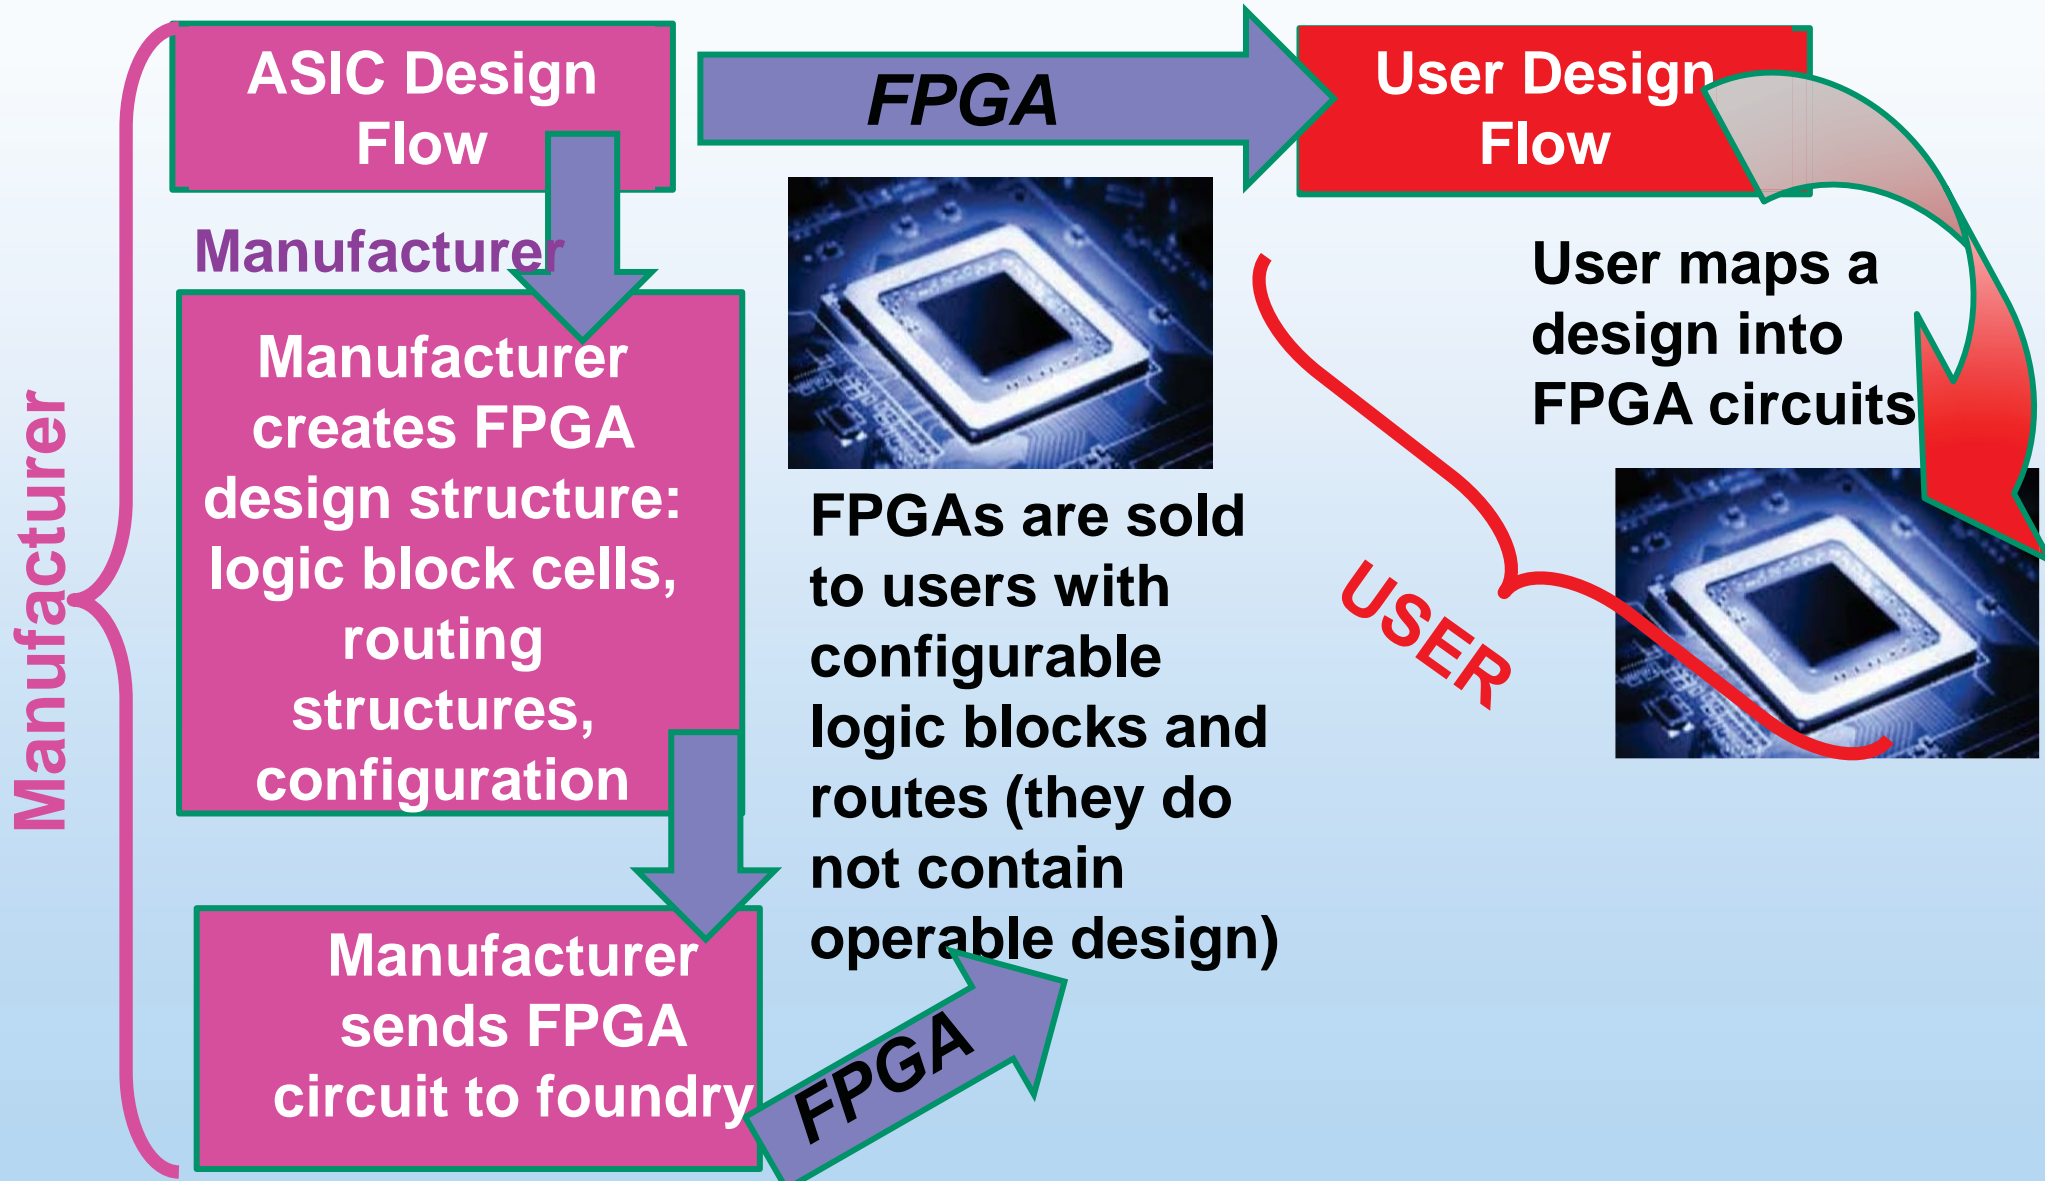 ASIC Design
Flow
FPGA
User Design
Flow
Manufacturer
Manufacturer
Manufacturer
creates FPGA
design structure:
logic block cells,
routing
structures,
configuration
Manufacturer
sends FPGA
circuit to foundry
FPGA
FPGAs are sold
to users with
configurable
logic blocks and
routes (they do
not contain
operable design)
USER
User maps a
design into
FPGA circuits